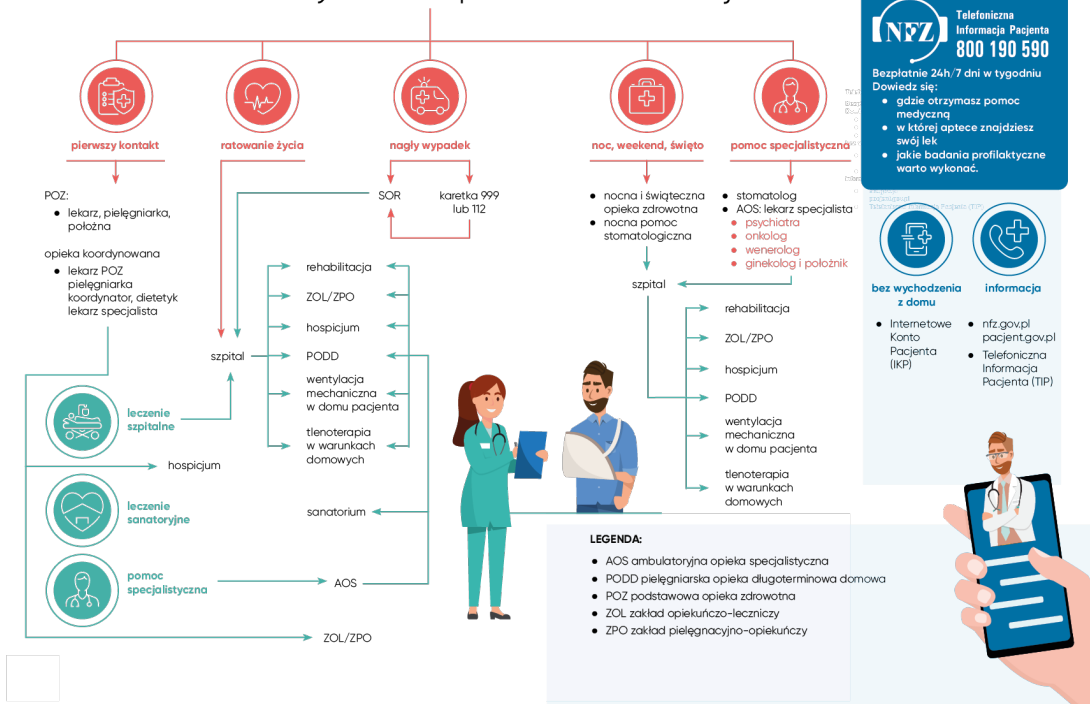 NFZ
Telefoniczna
Informacja Pacjenta
800 190 590
Bezpłatnie 24h/7 dni w tygodniu
Dowiedz się:
● gdzie otrzymasz pomoc
medyczną
● w której aptece znajdziesz
swój lek
● jakie badania profilaktyczne
warto wykonać.
pierwszy kontakt
ratowanie życia
nagły wypadek
noc, weekend, święto
pomoc specjalistyczna
POZ:
● lekarz, pielęgniarka,
położna
opieka koordynowana
● lekarz POZ
pielęgniarka
koordynator, dietetyk
lekarz specjalista
SOR
karetka 999
lub 112
● nocna i świąteczna
opieka zdrowotna
● nocna pomoc
stomatologiczna
● stomatolog
● AOS: lekarz specjalista
● psychiatra
● onkolog
● wenerolog
● ginekolog i położnik
szpital
rehabilitacja
ZOL/ZPO
hospicjum
PODD
wentylacja
mechaniczna
w domu pacjenta
tlenoterapia
w warunkach
domowych
szpital
rehabilitacja
ZOL/ZPO
hospicjum
PODD
wentylacja
mechaniczna
w domu pacjenta
tlenoterapia
w warunkach
domowych
leczenie
szpitalne
hospicjum
leczenie
sanatoryjne
sanatorium
pomoc
specjalistyczna
AOS
ZOL/ZPO
bez wychodzenia
z domu
● Internetowe
Konto
Pacjenta
(IKP)
informacja
● nfz.gov.pl
pacjent.gov.pl
● Telefoniczna
Informacja
Pacjenta (TIP)
LEGENDA:
● AOS ambulatoryjna opieka specjalistyczna
● PODD pielęgniarska opieka długoterminowa domowa
● POZ podstawowa opieka zdrowotna
● ZOL zakład opiekuńczo-leczniczy
● ZPO zakład pielęgnacyjno-opiekuńczy